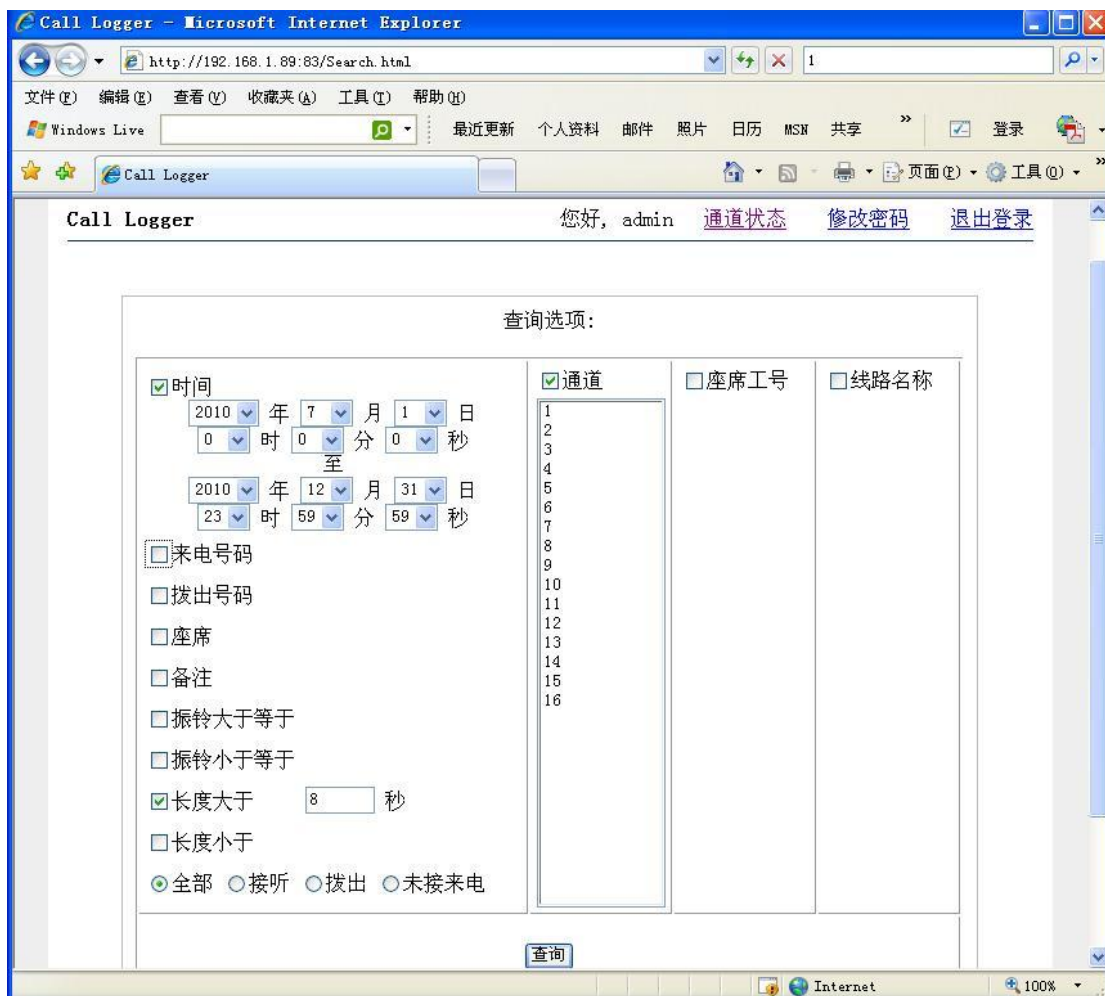 Call Logger - Microsoft Internet Explorer
http://192.168.1.89:83/Search.html 1
文件(F) 编辑(E) 查看(V) 收藏夹(A) 工具(T) 帮助(H)
Windows Live 最近更新 个人资料 邮件 照片 日历 MSN 共享 » 登录
Call Logger 页面(P) 工具(O) »
Call Logger 您好, admin 通道状态 修改密码 退出登录
查询选项:
时间 通道 座席工号 线路名称
2010 年 7 月 1 日
0 时 0 分 0 秒
至
2010 年 12 月 31 日
23 时 59 分 59 秒
来电号码
拨出号码
座席
备注
振铃大于等于
振铃小于等于
长度大于 8 秒
长度小于
全部 接听 拨出 未接来电
1
2
3
4
5
6
7
8
9
10
11
12
13
14
15
16
查询
Internet 100%